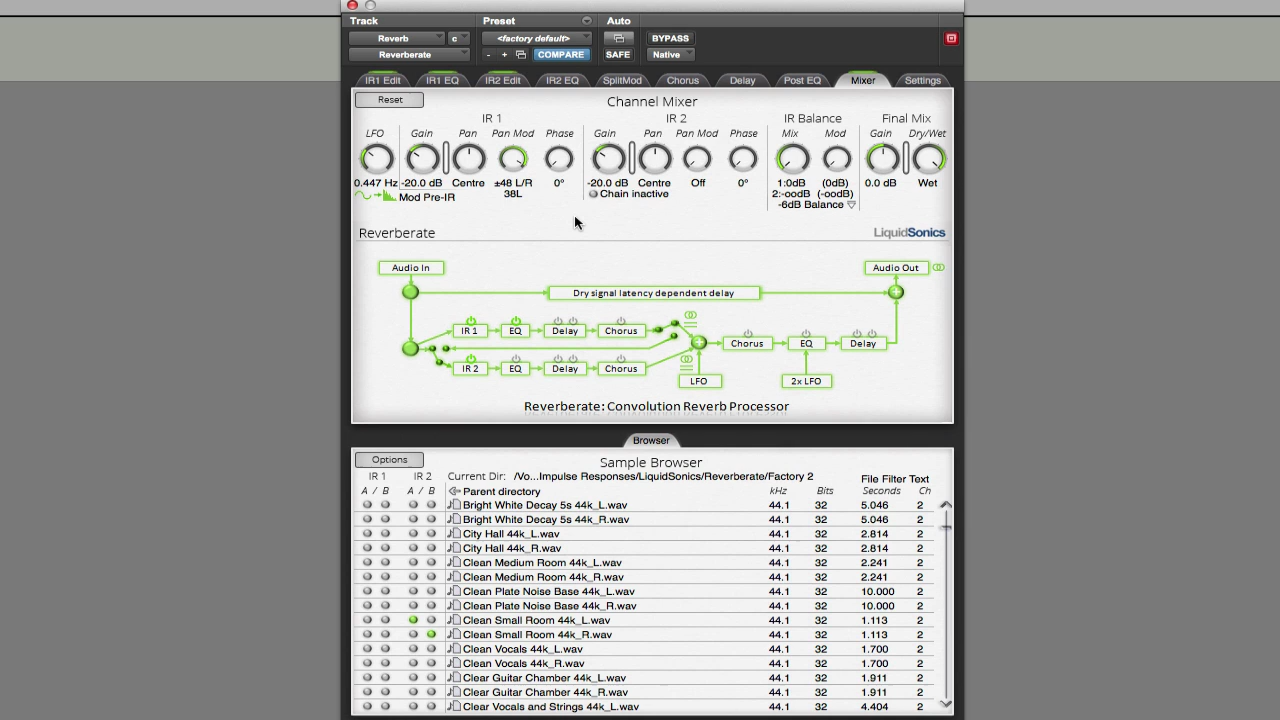 Track Preset Auto
Reverb c <factory default> BYPASS
Reverberate - + COMPARE SAFE Native
IR1 Edit IR1 EQ IR2 Edit IR2 EQ SplitMod Chorus Delay Post EQ Mixer Settings
Reset Channel Mixer
IR 1 IR 2 IR Balance Final Mix
LFO Gain Pan Pan Mod Phase Gain Pan Pan Mod Phase Mix Mod Gain Dry/Wet
0.447 Hz -20.0 dB Centre ±48 L/R 0° -20.0 dB Centre Off 0° 1:0dB (0dB) 0.0 dB Wet
Mod Pre-IR 38L Chain inactive 2:-oodB (-oodB)
-6dB Balance
Reverberate LiquidSonics
Audio In Audio Out
Dry signal latency dependent delay
IR 1 EQ Delay Chorus
Chorus EQ Delay
IR 2 EQ Delay Chorus
LFO 2x LFO
Reverberate: Convolution Reverb Processor
Browser
Options Sample Browser
IR 1 IR 2 Current Dir: /Vo...Impulse Responses/LiquidSonics/Reverberate/Factory 2 File Filter Text
A / B A / B Parent directory kHz Bits Seconds Ch
Bright White Decay 5s 44k_L.wav 44.1 32 5.046 2
Bright White Decay 5s 44k_R.wav 44.1 32 5.046 2
City Hall 44k_L.wav 44.1 32 2.814 2
City Hall 44k_R.wav 44.1 32 2.814 2
Clean Medium Room 44k_L.wav 44.1 32 2.241 2
Clean Medium Room 44k_R.wav 44.1 32 2.241 2
Clean Plate Noise Base 44k_L.wav 44.1 32 10.000 2
Clean Plate Noise Base 44k_R.wav 44.1 32 10.000 2
Clean Small Room 44k_L.wav 44.1 32 1.113 2
Clean Small Room 44k_R.wav 44.1 32 1.113 2
Clean Vocals 44k_L.wav 44.1 32 1.700 2
Clean Vocals 44k_R.wav 44.1 32 1.700 2
Clear Guitar Chamber 44k_L.wav 44.1 32 1.911 2
Clear Guitar Chamber 44k_R.wav 44.1 32 1.911 2
Clear Vocals and Strings 44k_L.wav 44.1 32 4.404 2